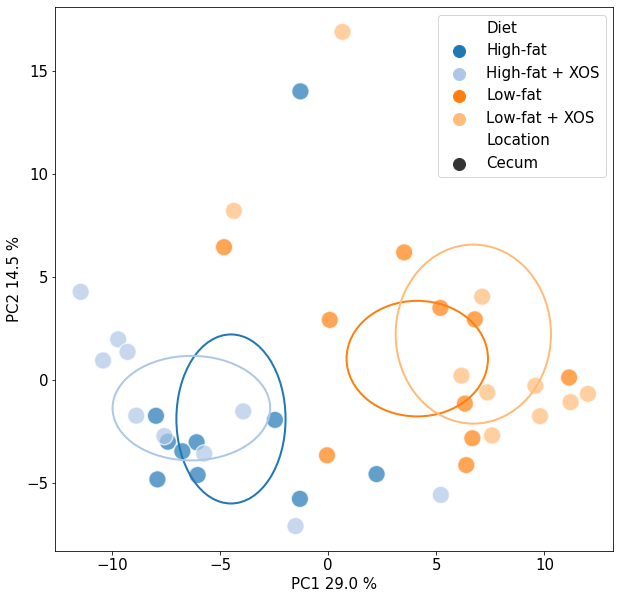 Diet
High-fat
High-fat + XOS
Low-fat
Low-fat + XOS
Location
Cecum
15
10
5
0
−5
PC2 14.5 %
−10
−5
0
5
10
PC1 29.0 %